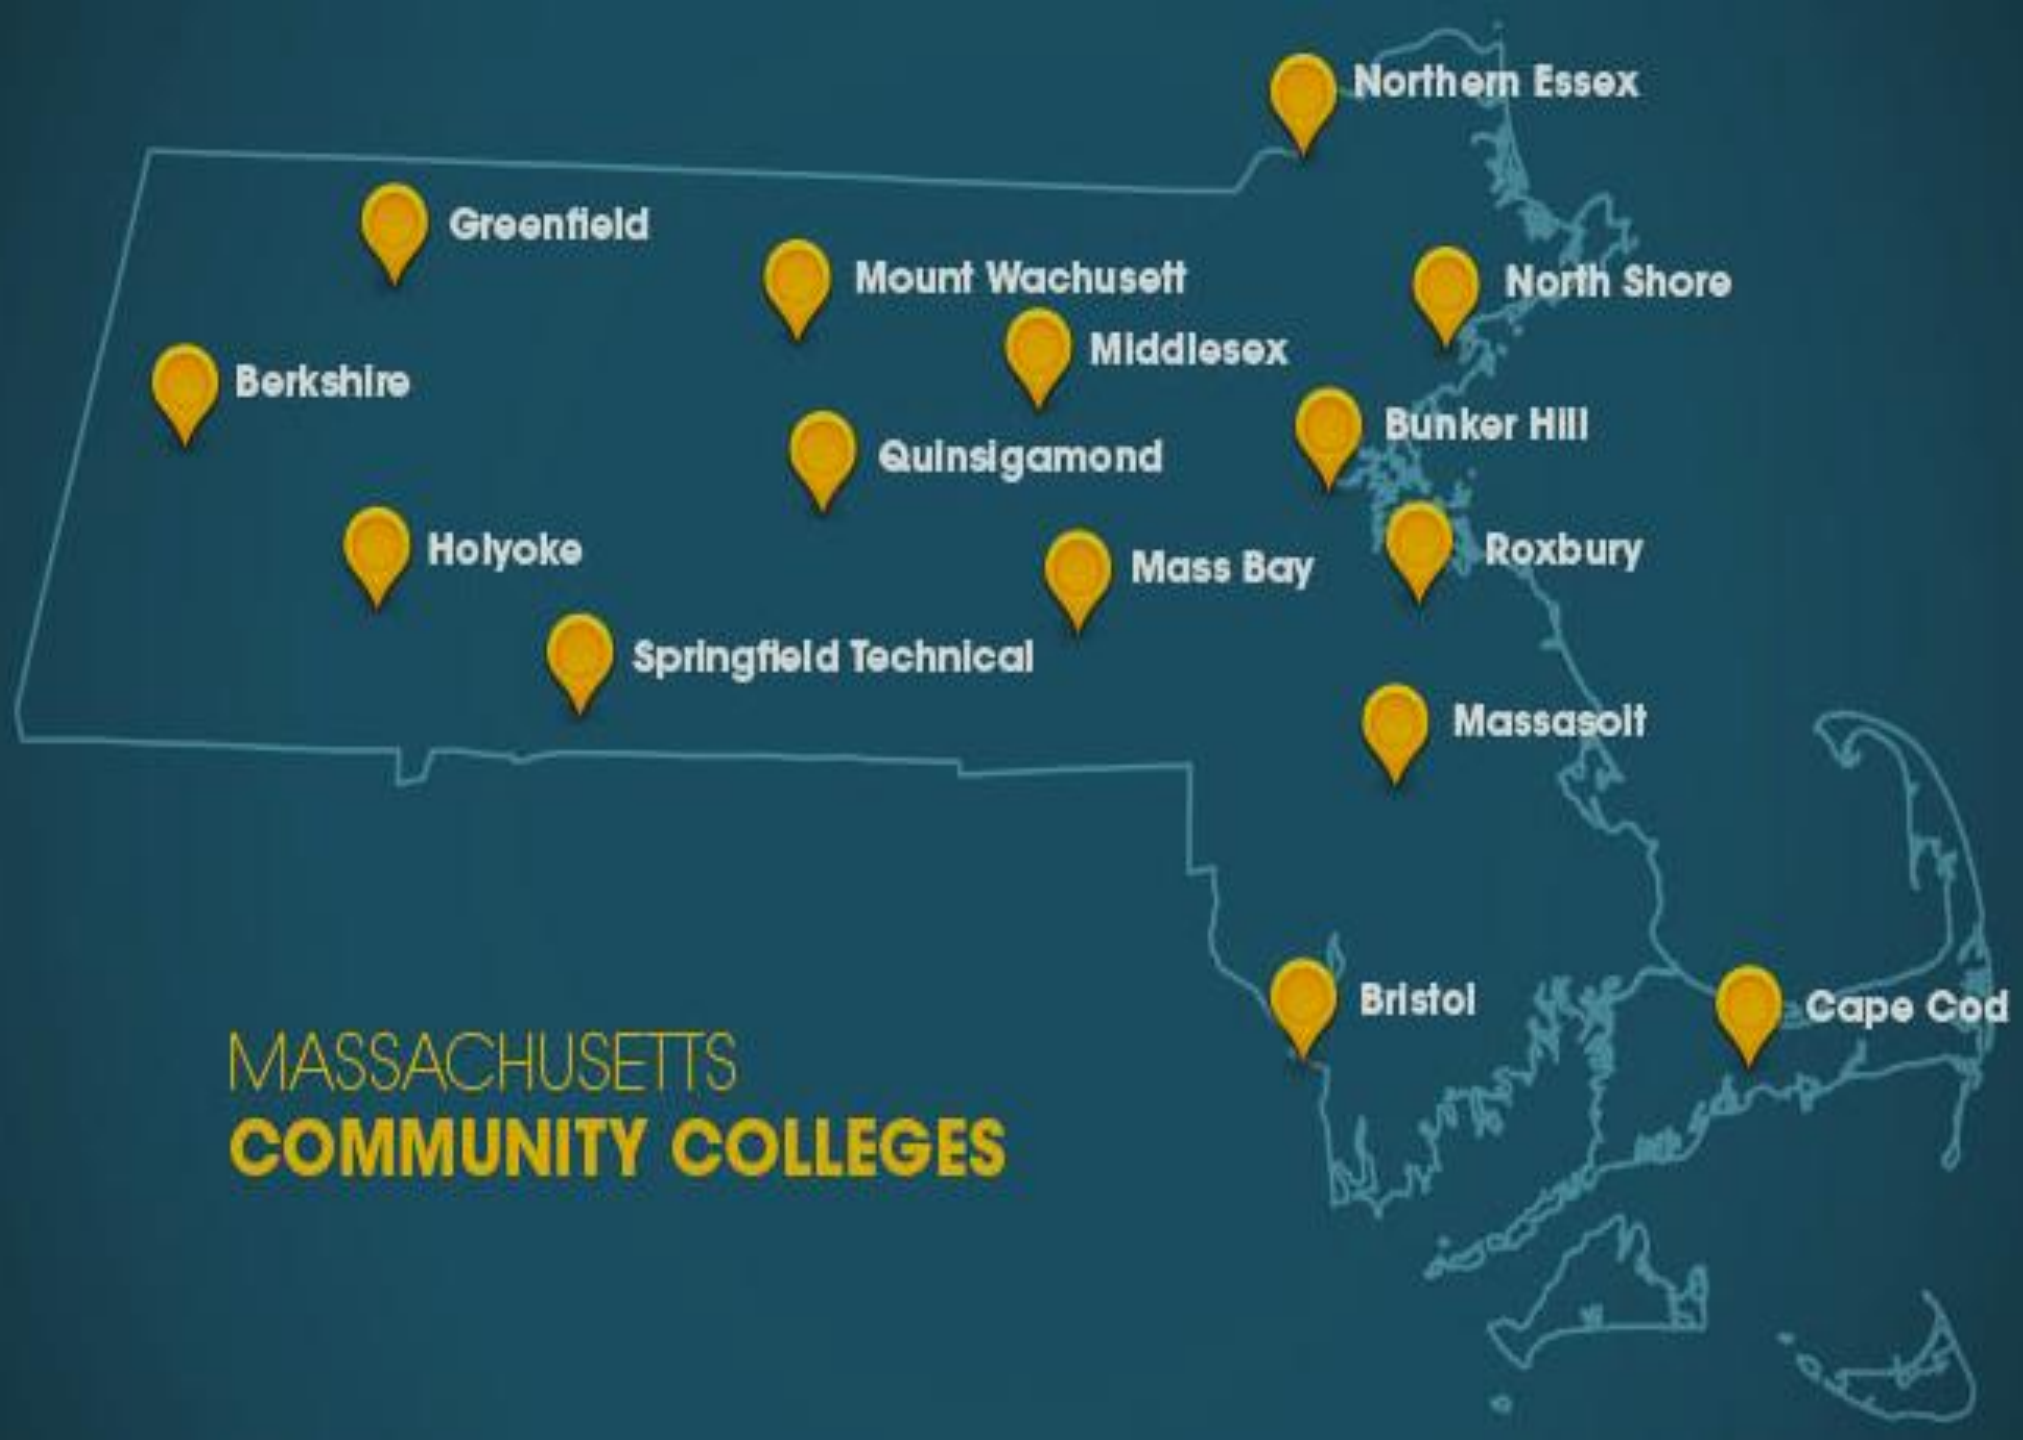 Northern Essex
Greenfield
Mount Wachusett
North Shore
Middlesex
Berkshire
Bunker Hill
Quinsigamond
Holyoke
Mass Bay
Roxbury
Springfield Technical
Massasoit
Bristol
Cape Cod
MASSACHUSETTS
COMMUNITY COLLEGES